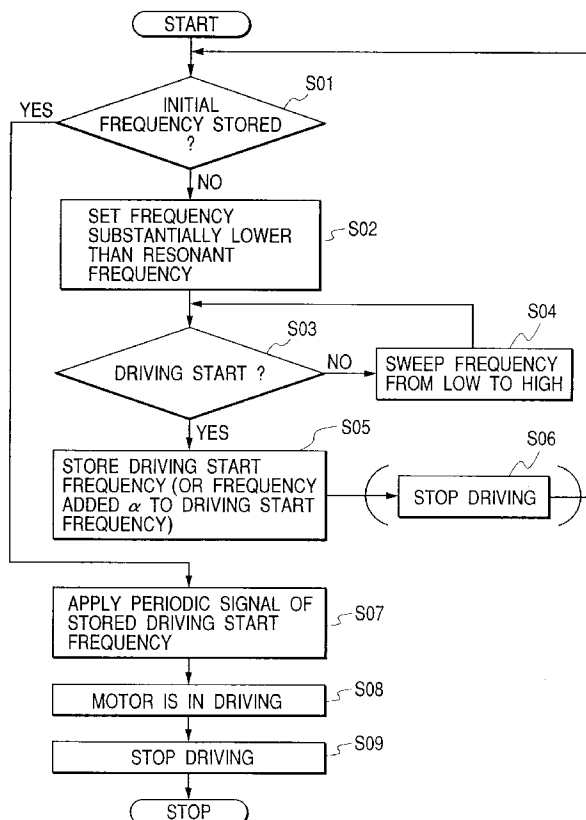 START
S01
YES
INITIAL
FREQUENCY STORED
?
NO
SET FREQUENCY
SUBSTANTIALLY LOWER
THAN RESONANT
FREQUENCY
S02
S03
DRIVING START ?
NO
S04
SWEEP FREQUENCY
FROM LOW TO HIGH
YES
S05
STORE DRIVING START
FREQUENCY (OR FREQUENCY
ADDED α TO DRIVING START
FREQUENCY)
S06
STOP DRIVING
APPLY PERIODIC SIGNAL OF
STORED DRIVING START
FREQUENCY
S07
MOTOR IS IN DRIVING
S08
STOP DRIVING
S09
STOP